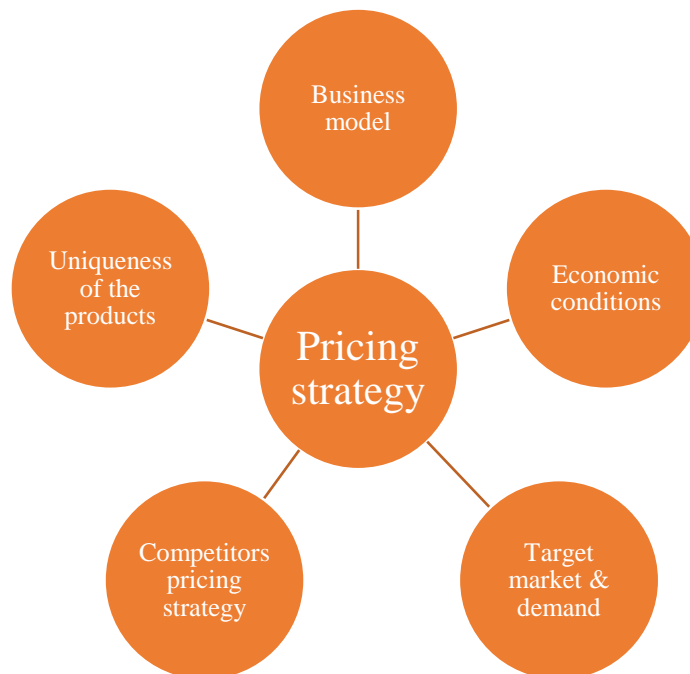 Business
model
Uniqueness
of the
products
Economic
conditions
Pricing
strategy
Competitors
pricing
strategy
Target
market &
demand